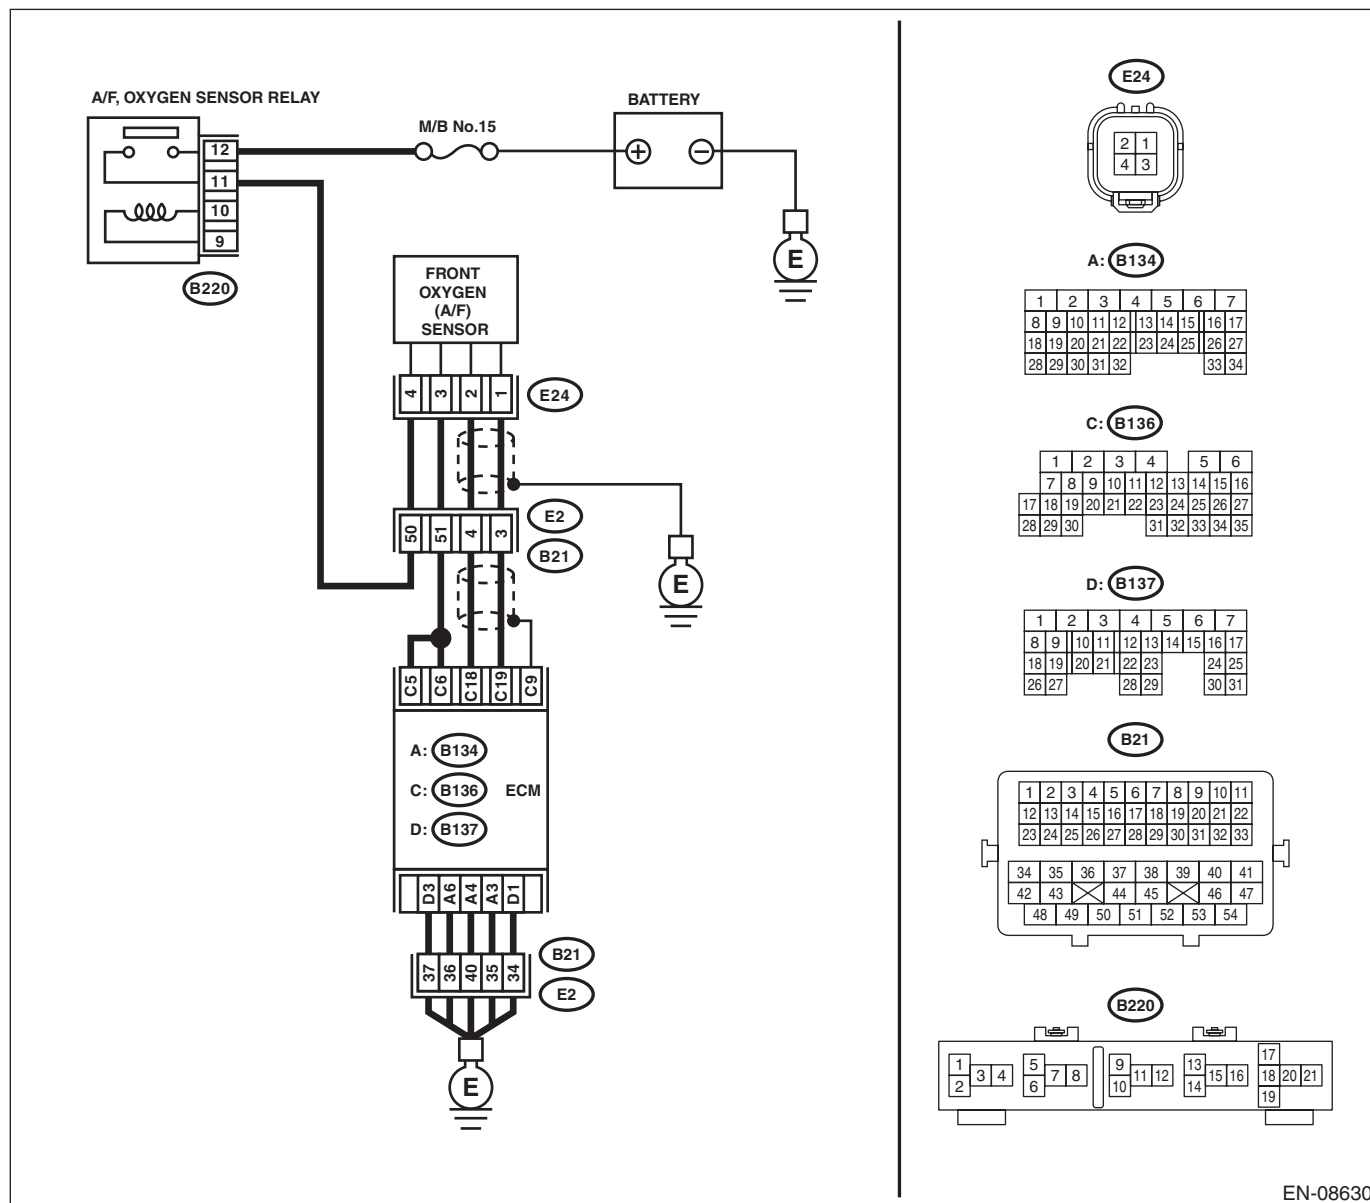 A/F, OXYGEN SENSOR RELAY
BATTERY
M/B No.15
12
11
10
9
B220
E
FRONT
OXYGEN
(A/F)
SENSOR
4 3 2 1
E24
E2
50 51 4 3
B21
E
C5 C6 C18 C19 C9
A: B134
C: B136 ECM
D: B137
D3 A6 A4 A3 D1
B21
37 36 40 35 34
E2
E
E24
2 1
4 3
A: B134
1 2 3 4 5 6 7
8 9 10 11 12 13 14 15 16 17
18 19 20 21 22 23 24 25 26 27
28 29 30 31 32 33 34
C: B136
1 2 3 4 5 6
7 8 9 10 11 12 13 14 15 16
17 18 19 20 21 22 23 24 25 26 27
28 29 30 31 32 33 34 35
D: B137
1 2 3 4 5 6 7
8 9 10 11 12 13 14 15 16 17
18 19 20 21 22 23 24 25
26 27 28 29 30 31
B21
1 2 3 4 5 6 7 8 9 10 11
12 13 14 15 16 17 18 19 20 21 22
23 24 25 26 27 28 29 30 31 32 33
34 35 36 37 38 39 40 41
42 43 44 45 46 47
48 49 50 51 52 53 54
B220
1 2 3 4 5 6 7 8 9 10 11 12 13 14 15 16 17 18 19 20 21
EN-08630